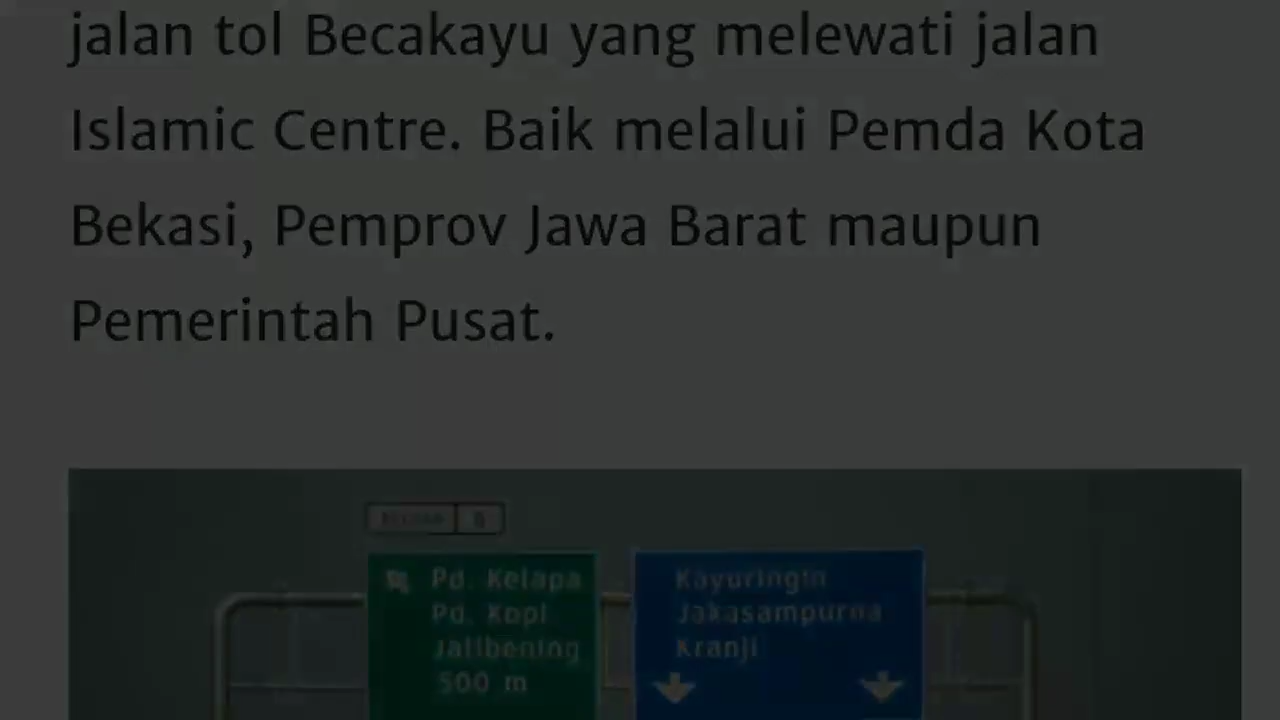 jalan tol Becakayu yang melewati jalan
Islamic Centre. Baik melalui Pemda Kota
Bekasi, Pemprov Jawa Barat maupun
Pemerintah Pusat.
Pd. Kelapa
Pd. Kopi
Jatibening
500 m
Kayuringin
Jakasampurna
Kranji